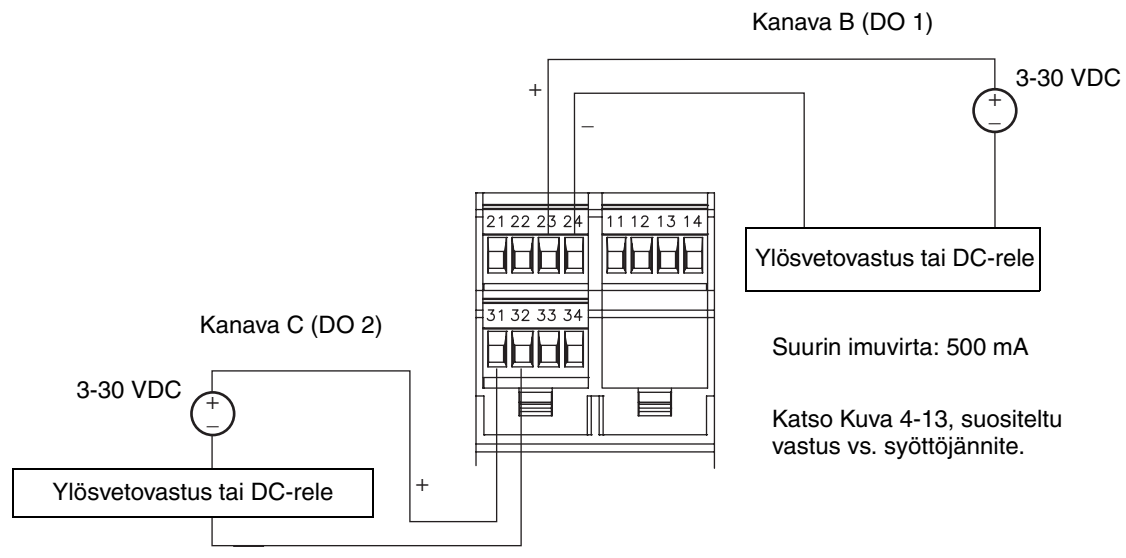 Kanava B (DO 1)
3-30 VDC
+
+
–
–
21 22 23 24 11 12 13 14
Ylösvetovastus tai DC-rele
31 32 33 34
Kanava C (DO 2)
Suurin imuvirta: 500 mA
3-30 VDC
+
–
Katso Kuva 4-13, suositeltu
vastus vs. syöttöjännite.
Ylösvetovastus tai DC-rele
+